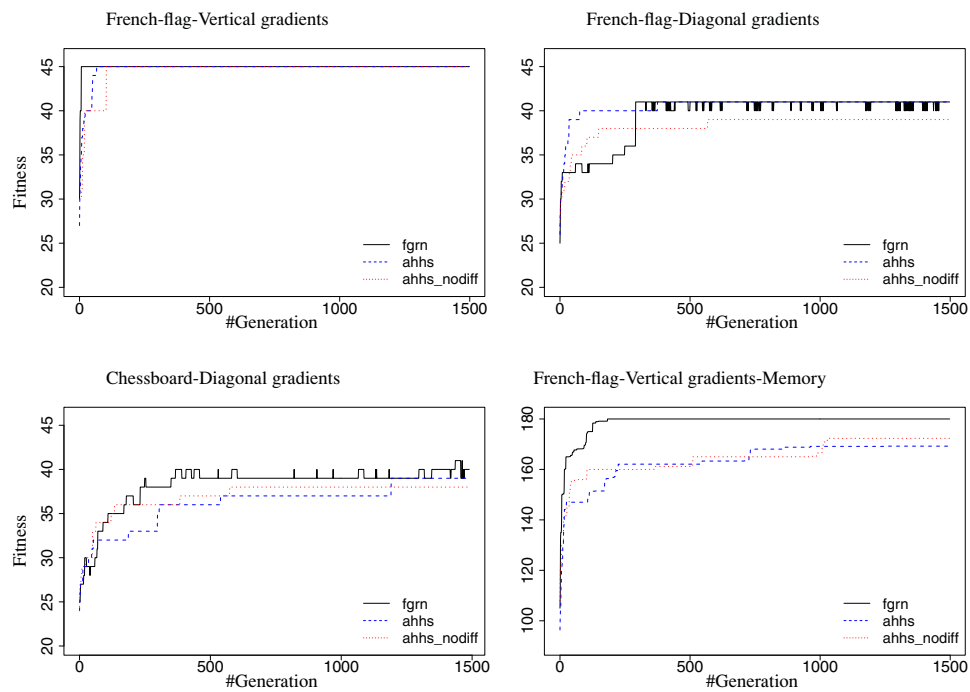 French-flag-Vertical gradients
Fitness
45
40
35
30
25
20
fgrn
ahhs
ahhs_nodiff
0 500 1000 1500
#Generation
French-flag-Diagonal gradients
45
40
35
30
25
20
fgrn
ahhs
ahhs_nodiff
0 500 1000 1500
#Generation
Chessboard-Diagonal gradients
Fitness
45
40
35
30
25
20
fgrn
ahhs
ahhs_nodiff
0 500 1000 1500
#Generation
French-flag-Vertical gradients-Memory
180
160
140
120
100
fgrn
ahhs
ahhs_nodiff
0 500 1000 1500
#Generation